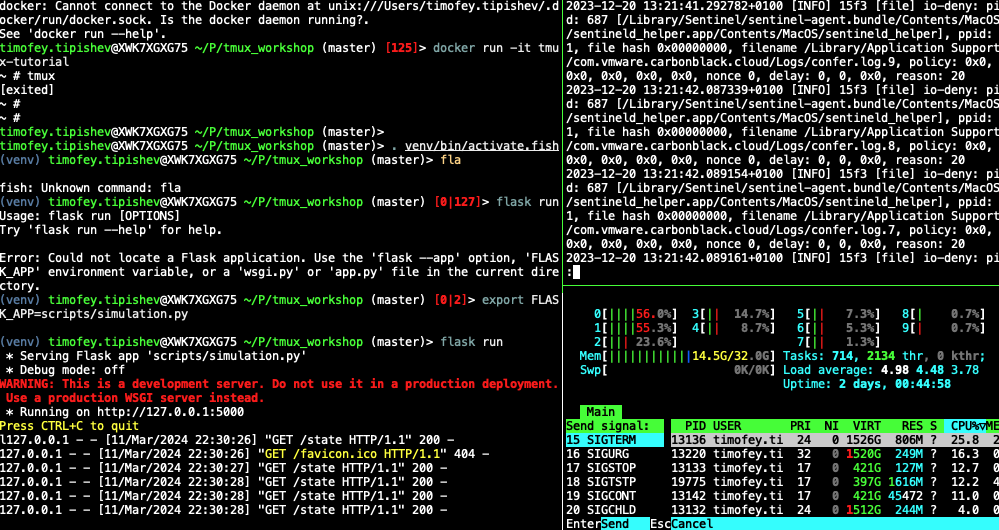 docker: Cannot connect to the Docker daemon at unix:///Users/timofey.tipishev/.d
ocker/run/docker.sock. Is the docker daemon running?.
See 'docker run --help'.
timofey.tipishev@XWK7XGXG75 ~/P/tmux_workshop (master) [125]> docker run -it tmu
x-tutorial
~ # tmux
[exited]
~ #
~ #
timofey.tipishev@XWK7XGXG75 ~/P/tmux_workshop (master)>
timofey.tipishev@XWK7XGXG75 ~/P/tmux_workshop (master)> . venv/bin/activate.fish
(venv) timofey.tipishev@XWK7XGXG75 ~/P/tmux_workshop (master)> fla
fish: Unknown command: fla
(venv) timofey.tipishev@XWK7XGXG75 ~/P/tmux_workshop (master) [0|127]> flask run
Usage: flask run [OPTIONS]
Try 'flask run --help' for help.
Error: Could not locate a Flask application. Use the 'flask --app' option, 'FLAS
K_APP' environment variable, or a 'wsgi.py' or 'app.py' file in the current dire
ctory.
(venv) timofey.tipishev@XWK7XGXG75 ~/P/tmux_workshop (master) [0|2]> export FLAS
K_APP=scripts/simulation.py
(venv) timofey.tipishev@XWK7XGXG75 ~/P/tmux_workshop (master)> flask run
* Serving Flask app 'scripts/simulation.py'
* Debug mode: off
WARNING: This is a development server. Do not use it in a production deployment.
Use a production WSGI server instead.
* Running on http://127.0.0.1:5000
Press CTRL+C to quit
l127.0.0.1 - - [11/Mar/2024 22:30:26] "GET /state HTTP/1.1" 200 -
127.0.0.1 - - [11/Mar/2024 22:30:26] "GET /favicon.ico HTTP/1.1" 404 -
127.0.0.1 - - [11/Mar/2024 22:30:27] "GET /state HTTP/1.1" 200 -
127.0.0.1 - - [11/Mar/2024 22:30:28] "GET /state HTTP/1.1" 200 -
127.0.0.1 - - [11/Mar/2024 22:30:28] "GET /state HTTP/1.1" 200 -
127.0.0.1 - - [11/Mar/2024 22:30:28] "GET /state HTTP/1.1" 200 -
2023-12-20 13:21:41.292782+0100 [INFO] 15f3 [file] io-deny: pi
d: 687 [/Library/Sentinel/sentinel-agent.bundle/Contents/MacOS
/sentineld_helper.app/Contents/MacOS/sentineld_helper], ppid:
1, file hash 0x00000000, filename /Library/Application Support
/com.vmware.carbonblack.cloud/Logs/confer.log.9, policy: 0x0,
0x0, 0x0, 0x0, 0x0, nonce 0, delay: 0, 0, 0, reason: 20
2023-12-20 13:21:42.087339+0100 [INFO] 15f3 [file] io-deny: pi
d: 687 [/Library/Sentinel/sentinel-agent.bundle/Contents/MacOS
/sentineld_helper.app/Contents/MacOS/sentineld_helper], ppid:
1, file hash 0x00000000, filename /Library/Application Support
/com.vmware.carbonblack.cloud/Logs/confer.log.8, policy: 0x0,
0x0, 0x0, 0x0, 0x0, nonce 0, delay: 0, 0, 0, reason: 20
2023-12-20 13:21:42.089154+0100 [INFO] 15f3 [file] io-deny: pi
d: 687 [/Library/Sentinel/sentinel-agent.bundle/Contents/MacOS
/sentineld_helper.app/Contents/MacOS/sentineld_helper], ppid:
1, file hash 0x00000000, filename /Library/Application Support
/com.vmware.carbonblack.cloud/Logs/confer.log.7, policy: 0x0,
0x0, 0x0, 0x0, 0x0, nonce 0, delay: 0, 0, 0, reason: 20
2023-12-20 13:21:42.089161+0100 [INFO] 15f3 [file] io-deny: pi
:
0[||||56.0%] 3[|| 14.7%] 5[|| 7.3%] 8[| 0.7%]
1[||||55.3%] 4[|| 8.7%] 6[|| 5.3%] 9[| 0.7%]
2[||| 23.6%] 7[|| 1.3%]
Mem[||||||||||||14.5G/32.0G] Tasks: 714, 2134 thr, 0 kthr;
Swp[ 0K/0K] Load average: 4.98 4.48 3.78
Uptime: 2 days, 00:44:58
Main
Send signal: PID USER PRI NI VIRT RES S CPU%▽ME
15 SIGTERM 13136 timofey.ti 24 0 1526G 806M ? 25.8 2
16 SIGURG 13220 timofey.ti 32 0 1520G 249M ? 16.3 0
17 SIGSTOP 13133 timofey.ti 17 0 421G 127M ? 12.7 0
18 SIGTSTP 19775 timofey.ti 17 0 397G 1616M ? 12.2 4
19 SIGCONT 13142 timofey.ti 17 0 421G 45472 ? 11.0 0
20 SIGCHLD 13132 timofey.ti 24 0 1512G 244M ? 4.0 0
EnterSend EscCancel